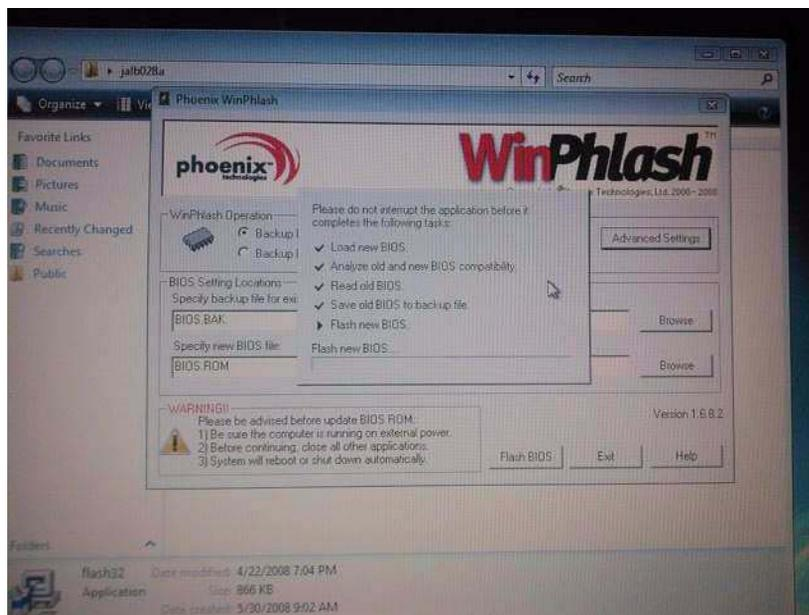 jalb028a
Search
Organize
Phoenix WinPhlash
Favorite Links
Documents
Pictures
Music
Recently Changed
Searches
Public
phoenix
technologies
WinPhlash TM
Technologies, Ltd. 2000-2008
WinPhlash Operation
Backup
Backup
Advanced Settings
Please do not interrupt the application before it
completes the following tasks:
Load new BIOS.
Analyze old and new BIOS compatibility.
Read old BIOS.
Save old BIOS to backup file.
Flash new BIOS.
Flash new BIOS...
BIOS Setting Locations
Specify backup file for
BIOS.BAK
Browse
Specify new BIOS file:
BIOS.ROM
Browse
WARNING!!
Please be advised before update BIOS ROM:
1) Be sure the computer is running on external power.
2) Before continuing, close all other applications.
3) System will reboot or shut down automatically.
Version 1.6.8.2
Flash BIOS
Exit
Help
Folders
flash32
Application
Date modified: 4/22/2008 7:04 PM
Size: 866 KB
Date created: 5/30/2008 9:02 AM